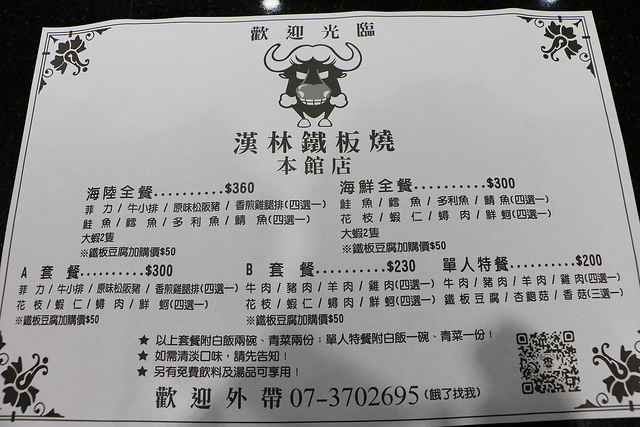 歡迎光臨
漢林鐵板燒
本館店
海陸全餐..........$360
菲力/牛小排/原味松阪豬/香煎雞腿排(四選一)
鮭魚/鱈魚/多利魚/鯖魚(四選一)
大蝦2隻
※鐵板豆腐加購價$50
海鮮全餐..........$300
鮭魚/鱈魚/多利魚/鯖魚(四選一)
花枝/蝦仁/蟳肉/鮮蚵(四選一)
大蝦2隻
※鐵板豆腐加購價$50
A套餐..........$300
菲力/牛小排/原味松阪豬/香煎雞腿排(四選一)
花枝/蝦仁/蟳肉/鮮蚵(四選一)
※鐵板豆腐加購價$50
B套餐..........$230
牛肉/豬肉/羊肉/雞肉(四選一)
花枝/蝦仁/蟳肉/鮮蚵(四選一)
※鐵板豆腐加購價$50
單人特餐..........$200
牛肉/豬肉/羊肉/雞肉(四選一)
鐵板豆腐/杏鮑菇/香菇(三選一)
★ 以上套餐附白飯兩碗、青菜兩份；單人特餐附白飯一碗、青菜一份！
★ 如需清淡口味，請先告知！
★ 另有免費飲料及湯品可享用！
歡迎外帶07-3702695(餓了找我)